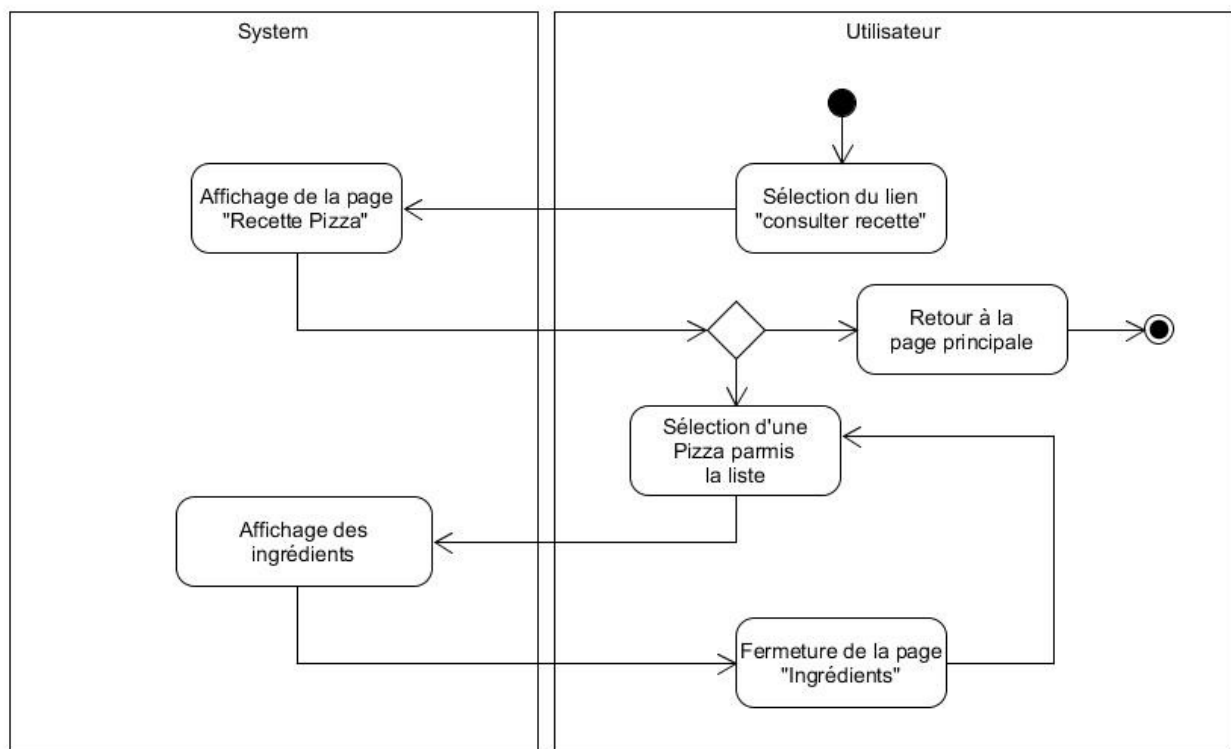 System
Utilisateur
Affichage de la page
"Recette Pizza"
Sélection du lien
"consulter recette"
Retour à la
page principale
Sélection d'une
Pizza parmis
la liste
Affichage des
ingrédients
Fermeture de la page
"Ingrédients"